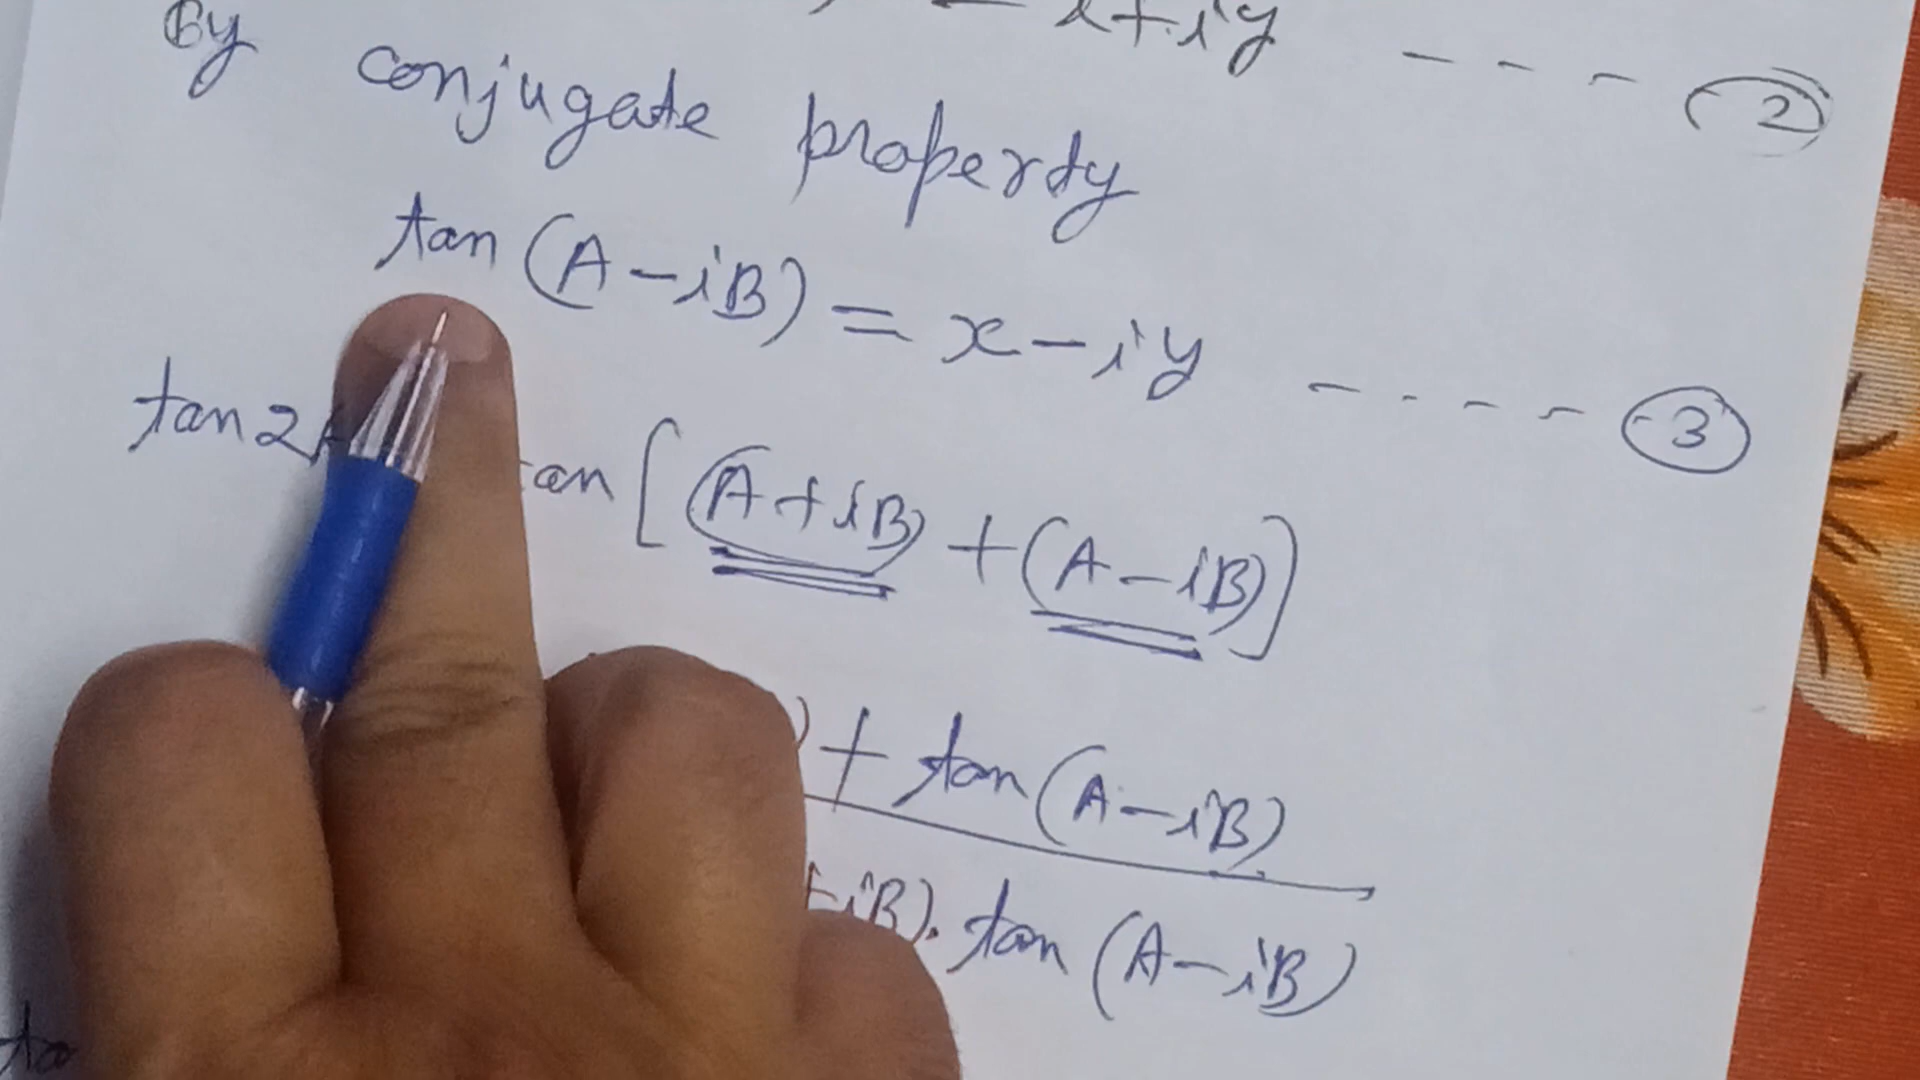 = x+iy ---- 2
By conjugate property
tan (A-iB) = x-iy ---- 3
tan2 an [(A+iB) + (A-iB)]
) + tan (A-iB)
+iB). tan (A-iB)